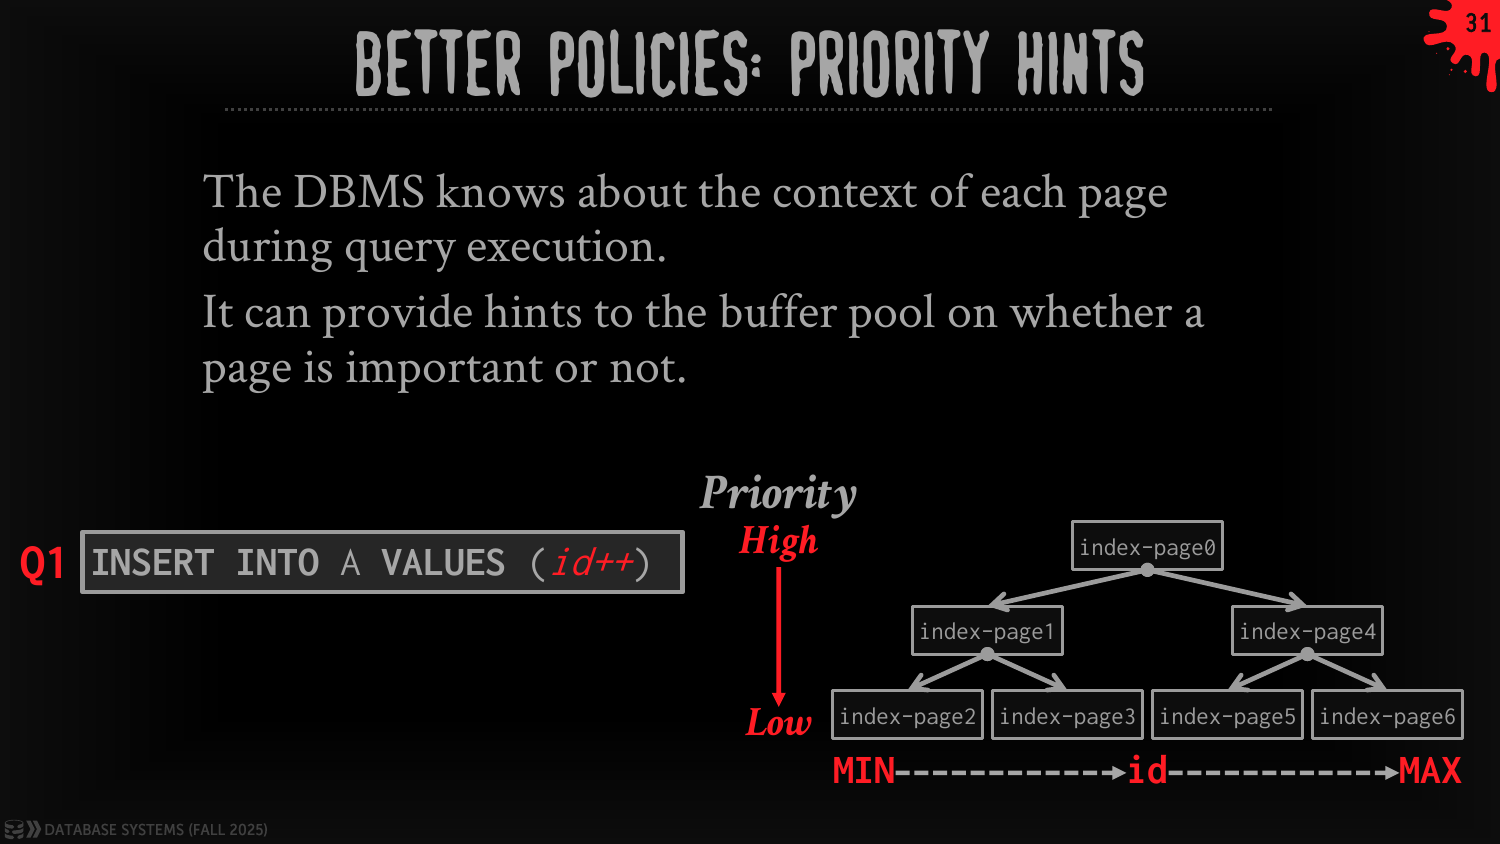 31
BETTER POLICIES: PRIORITY HINTS
The DBMS knows about the context of each page
during query execution.
It can provide hints to the buffer pool on whether a
page is important or not.
Q1 INSERT INTO A VALUES (id++)
Priority
High
Low
index-page0
index-page1 index-page4
index-page2 index-page3 index-page5 index-page6
MIN id MAX
DATABASE SYSTEMS (FALL 2025)